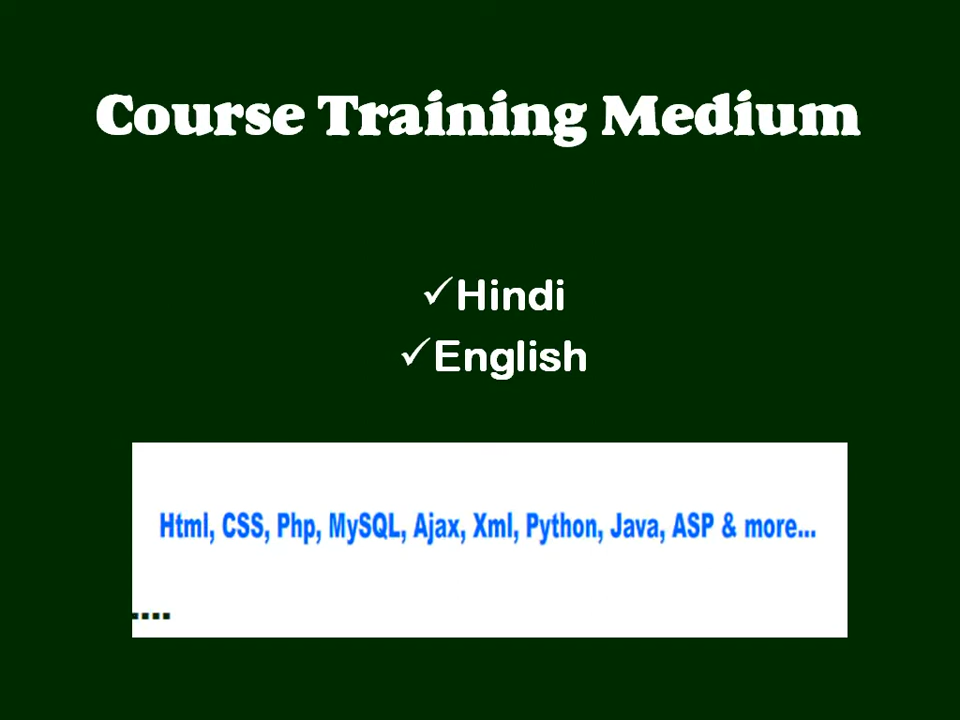 Course Training Medium
✓Hindi
✓English
Html, CSS, Php, MySQL, Ajax, Xml, Python, Java, ASP & more...
....